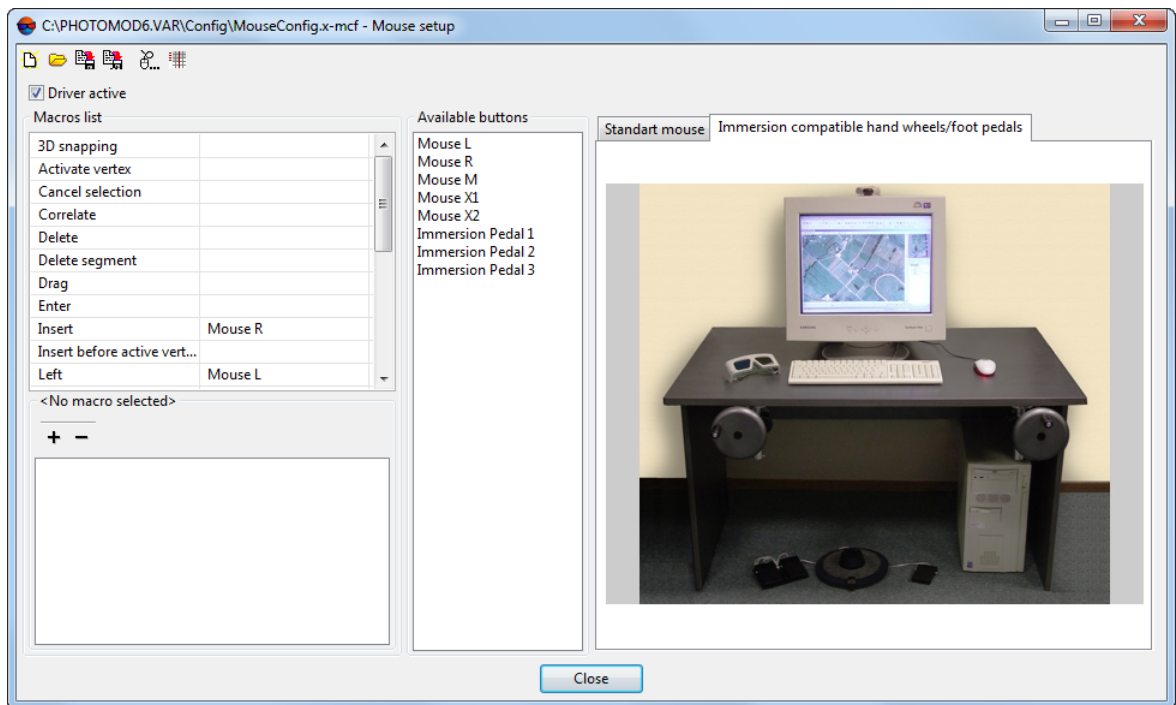 C:\PHOTOMOD6.VAR\Config\MouseConfig.x-mcf - Mouse setup
Driver active
Macros list
3D snapping
Activate vertex
Cancel selection
Correlate
Delete
Delete segment
Drag
Enter
Insert Mouse R
Insert before active vert...
Left Mouse L
<No macro selected>
+ −
Available buttons
Mouse L
Mouse R
Mouse M
Mouse X1
Mouse X2
Immersion Pedal 1
Immersion Pedal 2
Immersion Pedal 3
Standart mouse Immersion compatible hand wheels/foot pedals
Close